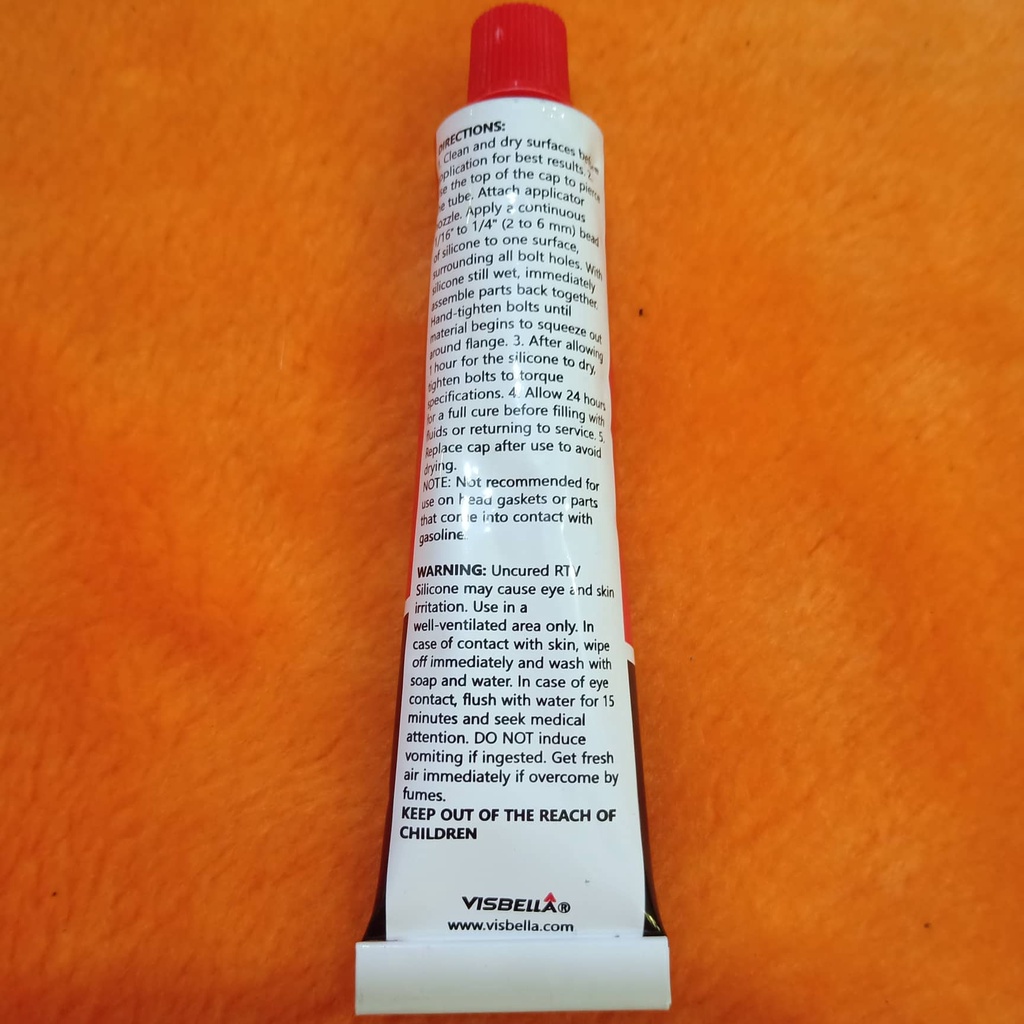 DIRECTIONS:
Clean and dry surfaces before
pplication for best results. 2.
se the top of the cap to pierce
e tube. Attach applicator
ozzle. Apply a continuous
1/16" to 1/4" (2 to 6 mm) bead
of silicone to one surface,
surrounding all bolt holes. With
silicone still wet, immediately
assemble parts back together.
Hand-tighten bolts until
material begins to squeeze out
around flange. 3. After allowing
1 hour for the silicone to dry,
tighten bolts to torque
specifications. 4. Allow 24 hours
for a full cure before filling with
fluids or returning to service. 5.
Replace cap after use to avoid
drying.
NOTE: Not recommended for
use on head gaskets or parts
that come into contact with
gasoline.
WARNING: Uncured RTV
Silicone may cause eye and skin
irritation. Use in a
well-ventilated area only. In
case of contact with skin, wipe
off immediately and wash with
soap and water. In case of eye
contact, flush with water for 15
minutes and seek medical
attention. DO NOT induce
vomiting if ingested. Get fresh
air immediately if overcome by
fumes.
KEEP OUT OF THE REACH OF
CHILDREN
VISBELLA®
www.visbella.com